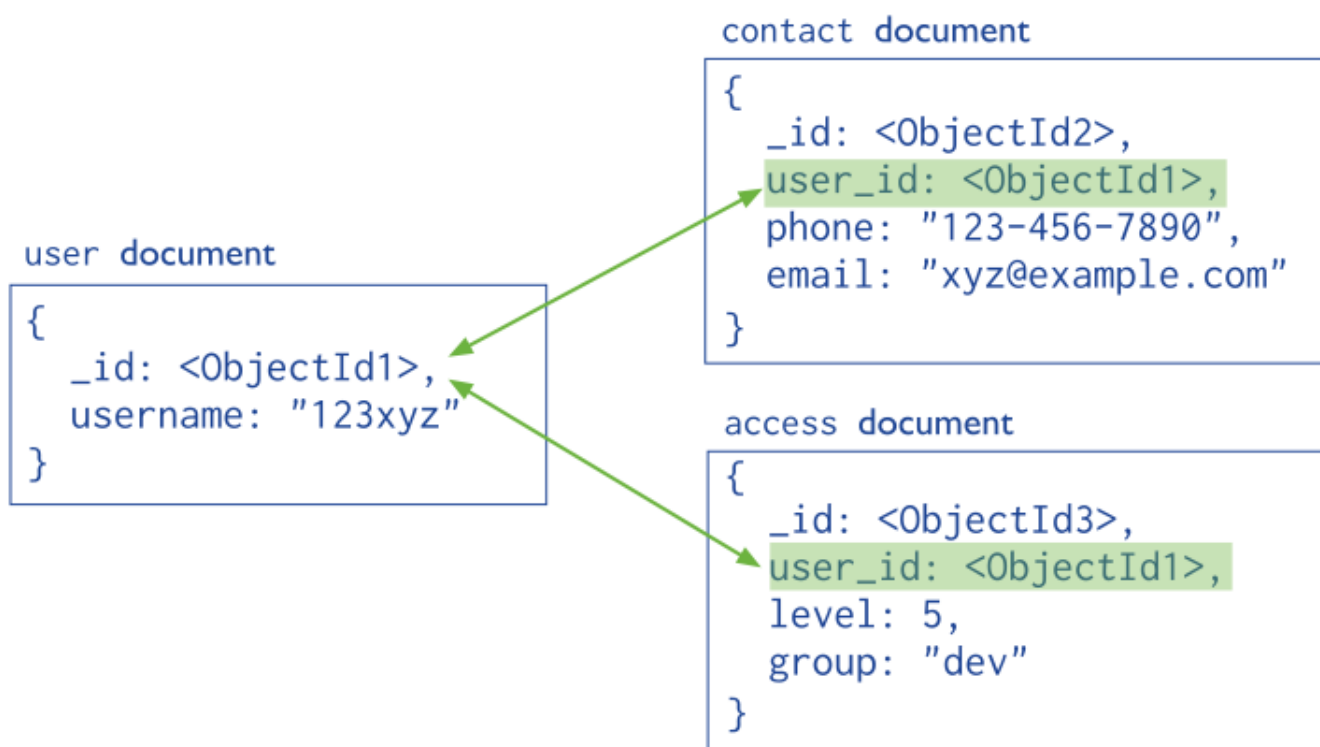 user document
{
_id: <ObjectId1>,
username: "123xyz"
}
contact document
{
_id: <ObjectId2>,
user_id: <ObjectId1>,
phone: "123-456-7890",
email: "xyz@example.com"
}
access document
{
_id: <ObjectId3>,
user_id: <ObjectId1>,
level: 5,
group: "dev"
}